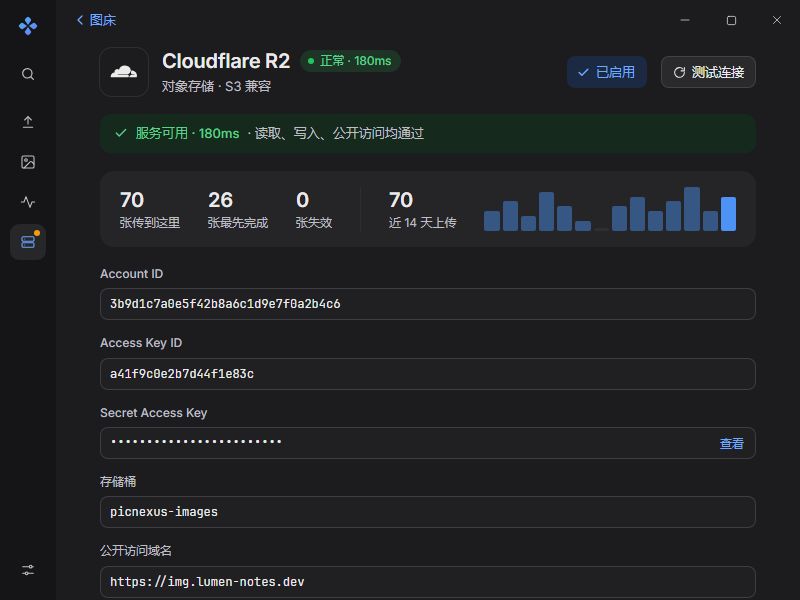 图床
Cloudflare R2
正常 · 180ms
对象存储 · S3 兼容
已启用
测试连接
服务可用 · 180ms · 读取、写入、公开访问均通过
70
张传到这里
26
张最先完成
0
张失效
70
近 14 天上传
Account ID
3b9d1c7a0e5f42b8a6c1d9e7f0a2b4c6
Access Key ID
a41f9c0e2b7d44f1e83c
Secret Access Key
••••••••••••••••••••••••
查看
存储桶
picnexus-images
公开访问域名
https://img.lumen-notes.dev